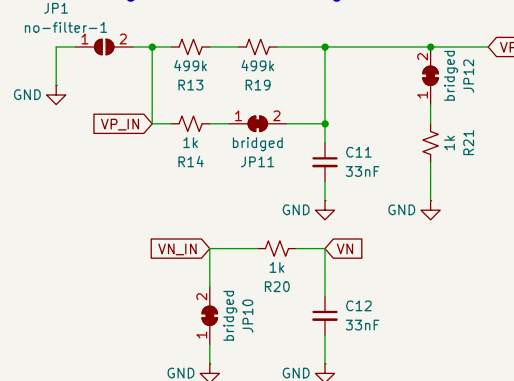 JP1
no-filter-1
1
2
499k
R13
499k
R19
GND
VP_IN
1k
R14
1
2
bridged
JP11
C11
33nF
GND
2
1
bridged
JP12
1k
R21
GND
VN_IN
1k
R20
VN
2
1
bridged
JP10
C12
33nF
GND
GND